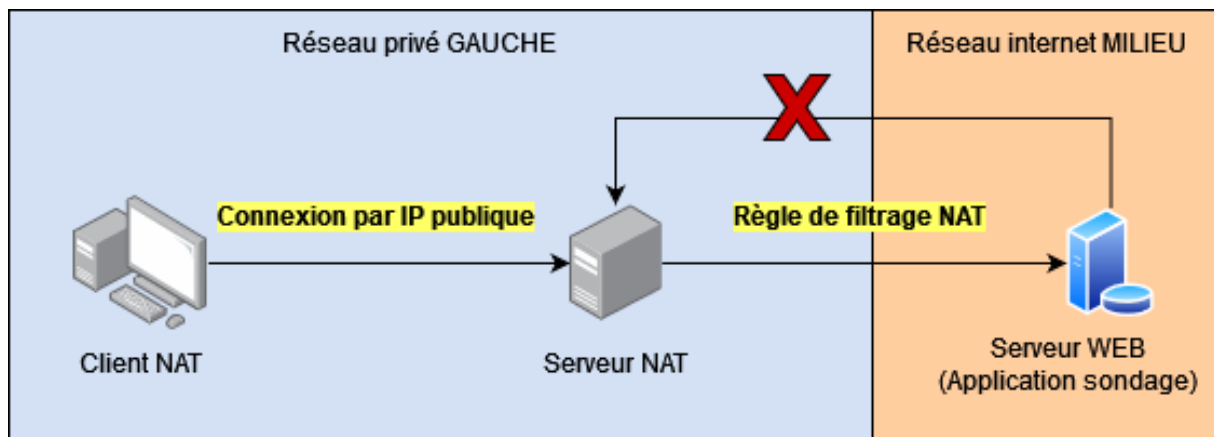 Réseau privé GAUCHE
Réseau internet MILIEU
Connexion par IP publique
Règle de filtrage NAT
Client NAT
Serveur NAT
Serveur WEB
(Application sondage)